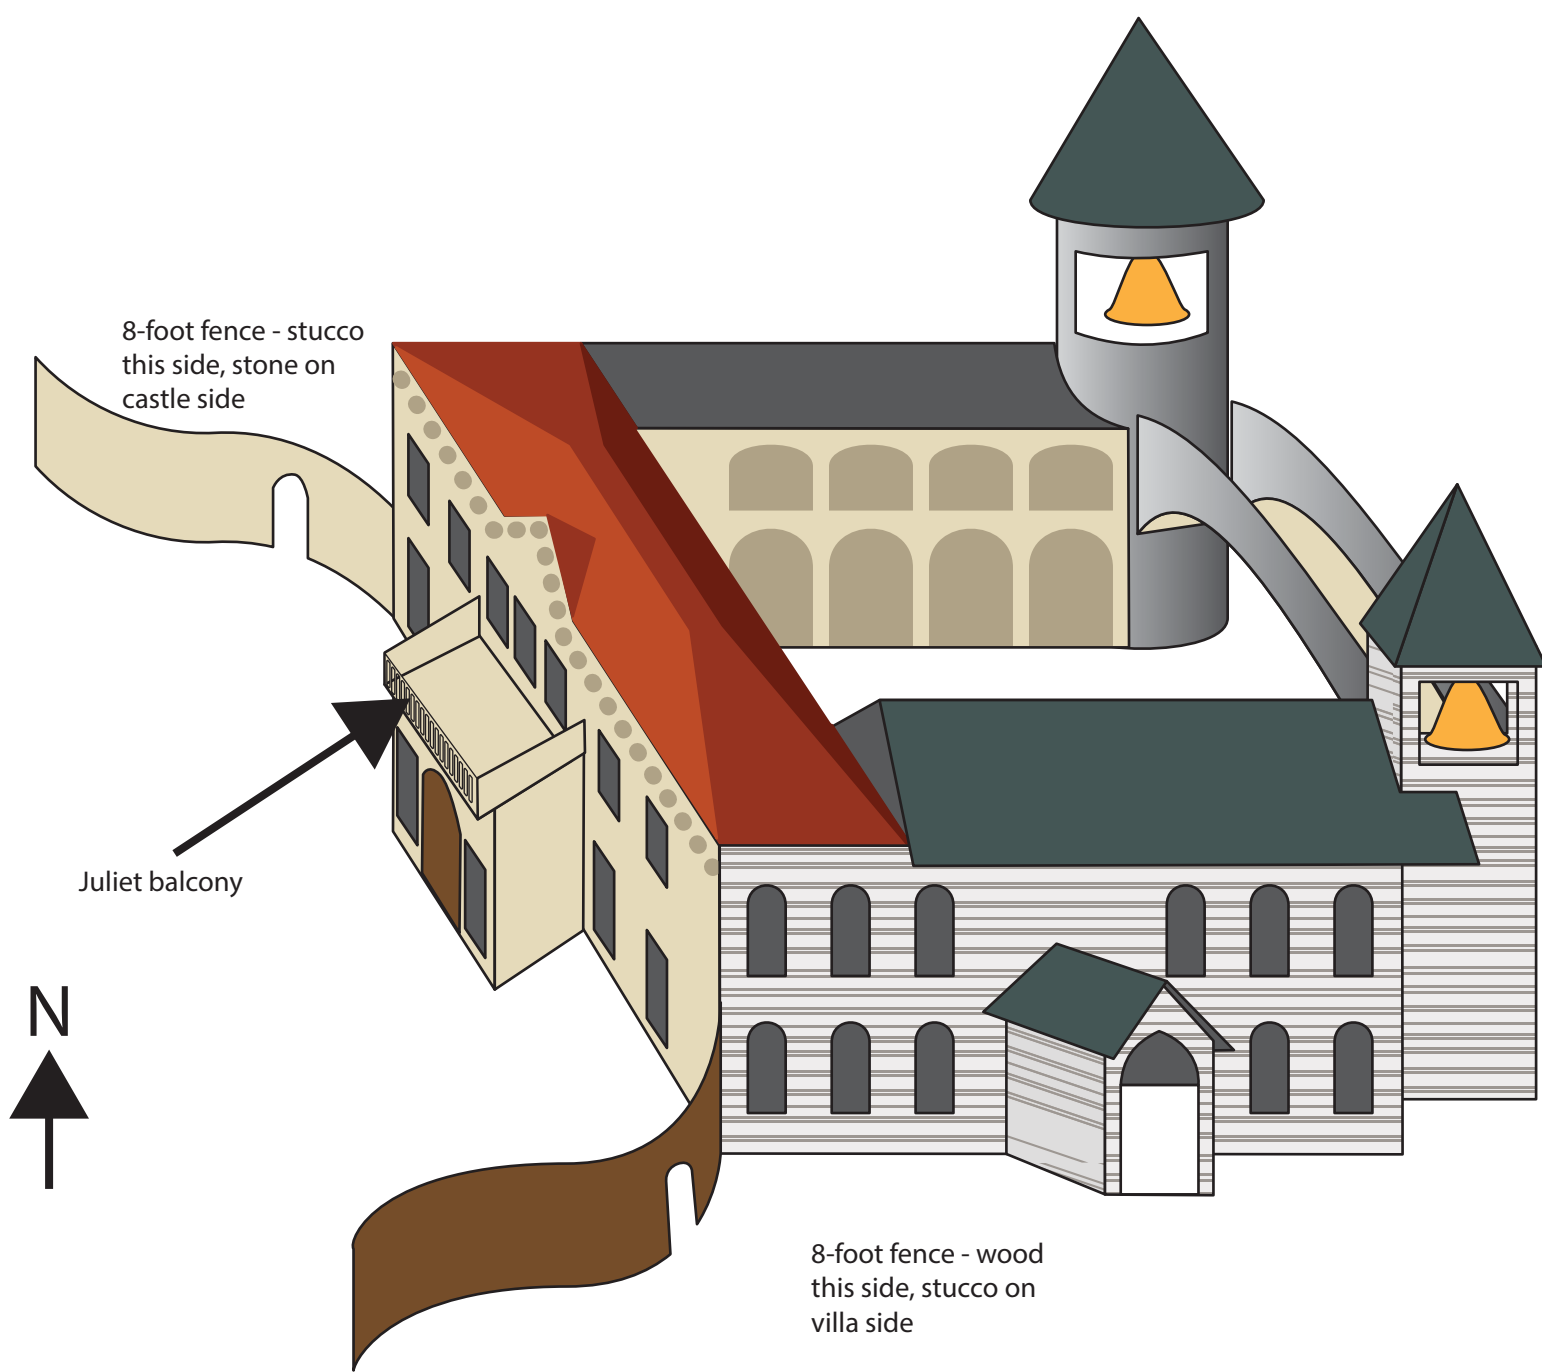 8-foot fence - stucco
this side, stone on
castle side
Juliet balcony
N
8-foot fence - wood
this side, stucco on
villa side